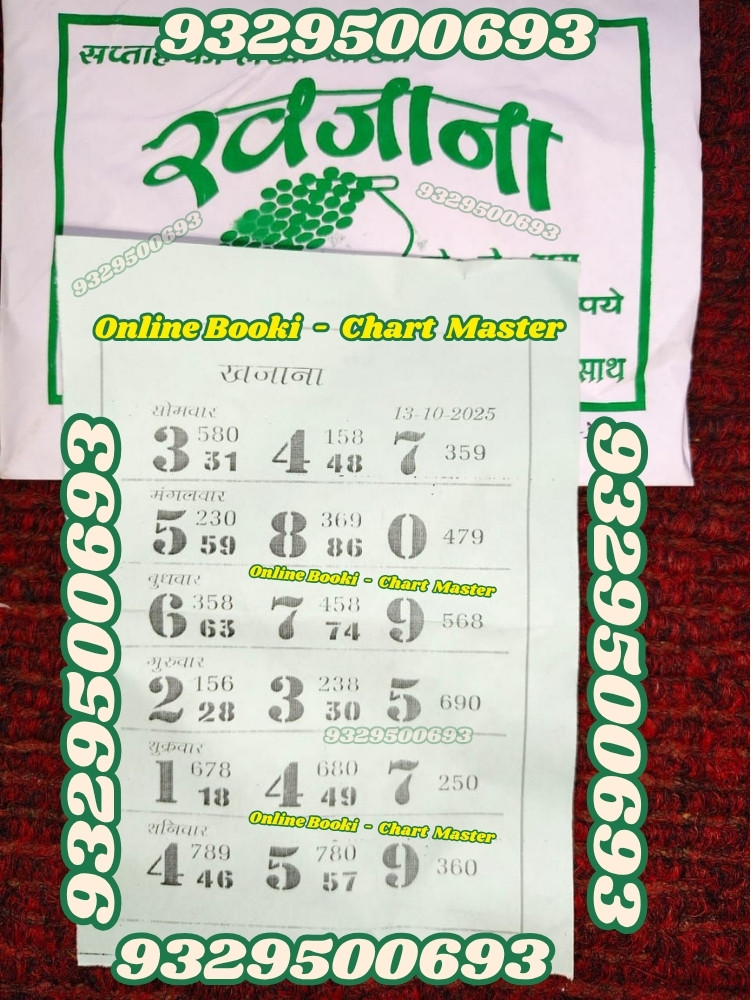 9329500693
सप्ताह का
खजाना
9329500693
9329500693
Online Booki - Chart Master
पये
साथ
खजाना
सोमवार 13-10-2025
3 580 31 4 158 48 7 359
मंगलवार
5 230 59 8 369 86 0 479
Online Booki - Chart Master
बुधवार
6 358 63 7 458 74 9 568
गुरुवार
2 156 28 3 238 30 5 690
9329500693
शुक्रवार
1 678 18 4 680 49 7 250
Online Booki - Chart Master
शनिवार
4 789 46 5 780 57 9 360
9329500693
9329500693
9329500693